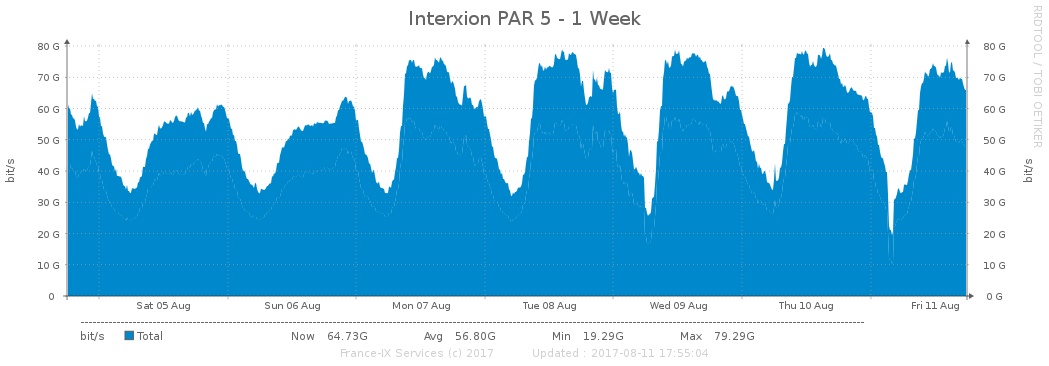 Interxion PAR 5 - 1 Week
RRDTOOL / TOBI OETIKER
80 G 80 G
70 G 70 G
60 G 60 G
50 G 50 G
40 G 40 G
30 G 30 G
20 G 20 G
10 G 10 G
0 0 G
bit/s bit/s
Sat 05 Aug Sun 06 Aug Mon 07 Aug Tue 08 Aug Wed 09 Aug Thu 10 Aug Fri 11 Aug
bit/s Total Now 64.73G Avg 56.80G Min 19.29G Max 79.29G
France-IX Services (c) 2017 Updated : 2017-08-11 17:55:04